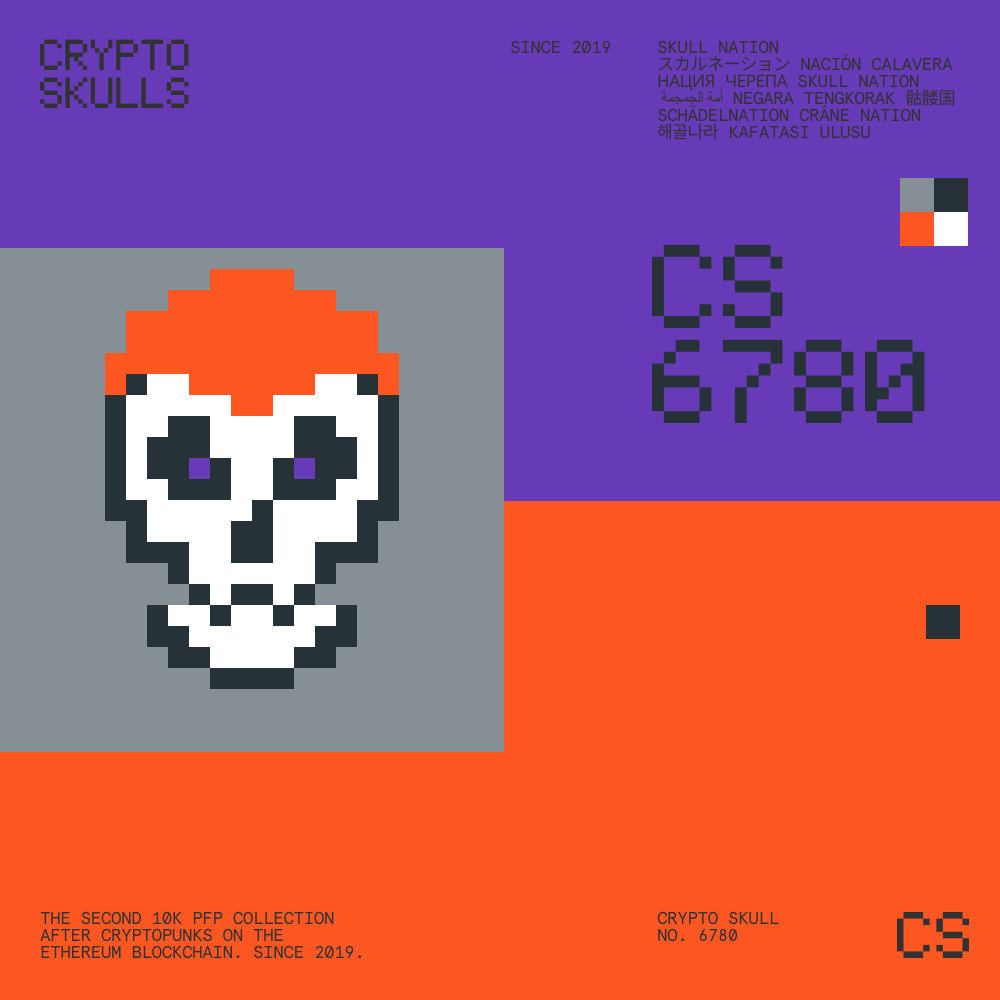 CRYPTO
SKULLS
SINCE 2019
SKULL NATION
スカルネーション NACIÓN CALAVERA
НАЦИЯ ЧЕРЕПА SKULL NATION
أمة الجمجمة NEGARA TENGKORAK 骷髅国
SCHÄDELNATION CRÂNE NATION
해골나라 KAFATASI ULUSU
CS
6780
THE SECOND 10K PFP COLLECTION
AFTER CRYPTOPUNKS ON THE
ETHEREUM BLOCKCHAIN. SINCE 2019.
CRYPTO SKULL
NO. 6780
CS